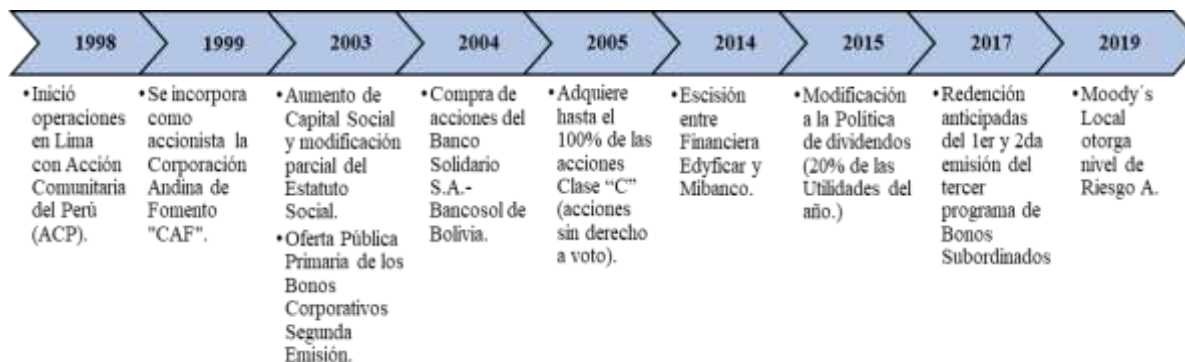 1998
1999
2003
2004
2005
2014
2015
2017
2019
•Inició
operaciones
en Lima
con Acción
Comunitaria
del Perú
(ACP).
•Se incorpora
como
accionista la
Corporación
Andina de
Fomento
"CAF".
•Aumento de
Capital Social
y modificación
parcial del
Estatuto
Social.
•Oferta Pública
Primaria de los
Bonos
Corporativos
Segunda
Emisión.
•Compra de
acciones del
Banco
Solidario
S.A.-
Bancosol de
Bolivia.
•Adquiere
hasta el
100% de las
acciones
Clase “C”
(acciones
sin derecho
a voto).
•Escisión
entre
Financiera
Edyficar y
Mibanco.
•Modificación
a la Política
de dividendos
(20% de las
Utilidades del
año.)
•Redención
anticipadas
del 1er y 2da
emisión del
tercer
programa de
Bonos
Subordinados
•Moody´s
Local
otorga
nivel de
Riesgo A.